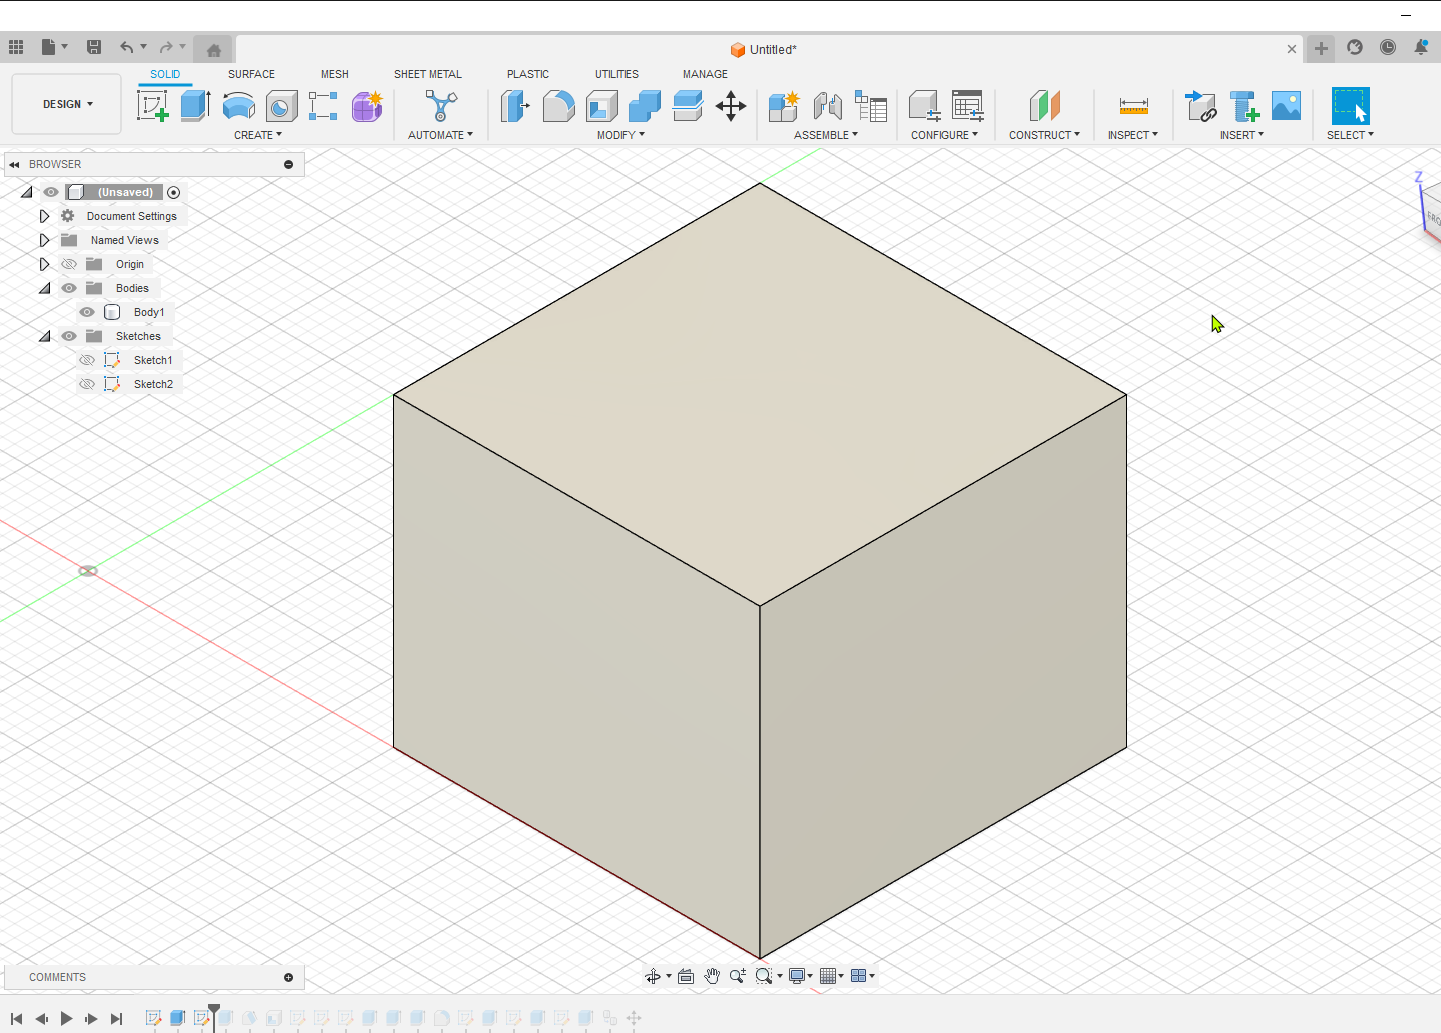 Untitled*
SOLID SURFACE MESH SHEET METAL PLASTIC UTILITIES MANAGE
DESIGN
CREATE AUTOMATE MODIFY ASSEMBLE CONFIGURE CONSTRUCT INSPECT INSERT SELECT
BROWSER
(Unsaved)
Document Settings
Named Views
Origin
Bodies
Body1
Sketches
Sketch1
Sketch2
Z
COMMENTS